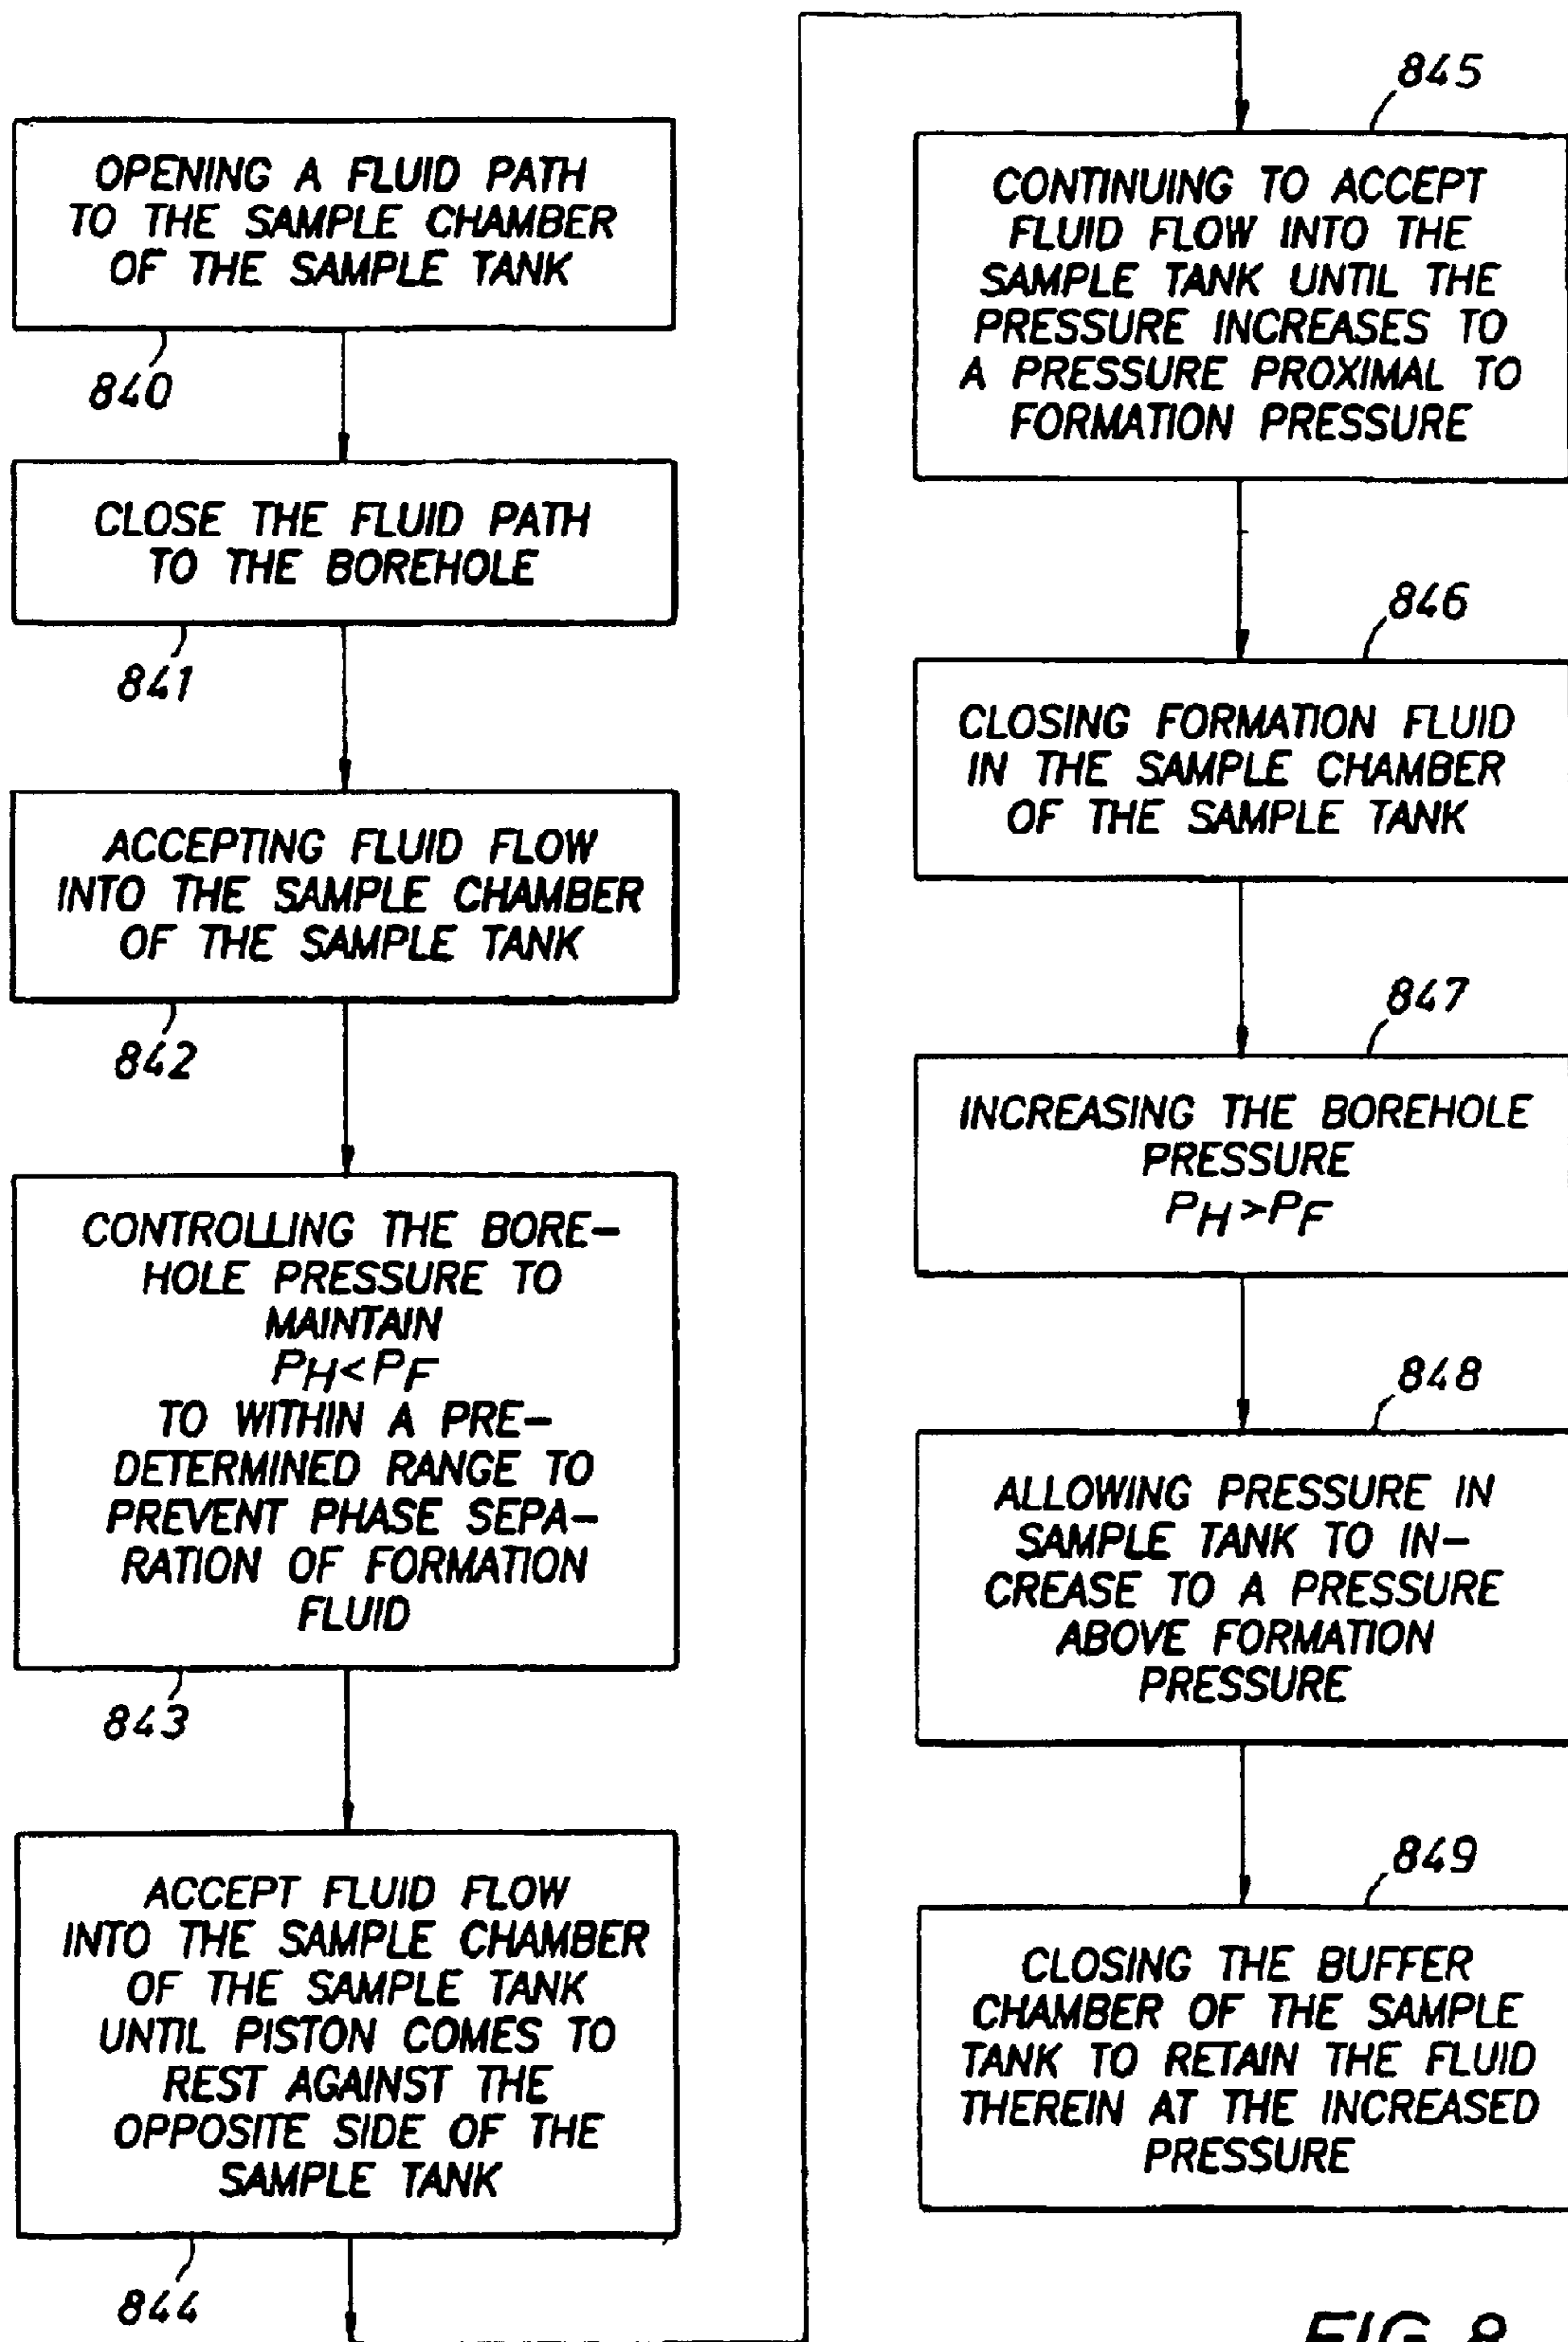 OPENING A FLUID PATH
TO THE SAMPLE CHAMBER
OF THE SAMPLE TANK
840
CLOSE THE FLUID PATH
TO THE BOREHOLE
841
ACCEPTING FLUID FLOW
INTO THE SAMPLE CHAMBER
OF THE SAMPLE TANK
842
CONTROLLING THE BORE-
HOLE PRESSURE TO
MAINTAIN
PH<PF
TO WITHIN A PRE-
DETERMINED RANGE TO
PREVENT PHASE SEPA-
RATION OF FORMATION
FLUID
843
ACCEPT FLUID FLOW
INTO THE SAMPLE CHAMBER
OF THE SAMPLE TANK
UNTIL PISTON COMES TO
REST AGAINST THE
OPPOSITE SIDE OF THE
SAMPLE TANK
844
845
CONTINUING TO ACCEPT
FLUID FLOW INTO THE
SAMPLE TANK UNTIL THE
PRESSURE INCREASES TO
A PRESSURE PROXIMAL TO
FORMATION PRESSURE
846
CLOSING FORMATION FLUID
IN THE SAMPLE CHAMBER
OF THE SAMPLE TANK
847
INCREASING THE BOREHOLE
PRESSURE
PH>PF
848
ALLOWING PRESSURE IN
SAMPLE TANK TO IN-
CREASE TO A PRESSURE
ABOVE FORMATION
PRESSURE
849
CLOSING THE BUFFER
CHAMBER OF THE SAMPLE
TANK TO RETAIN THE FLUID
THEREIN AT THE INCREASED
PRESSURE
FIG. 8